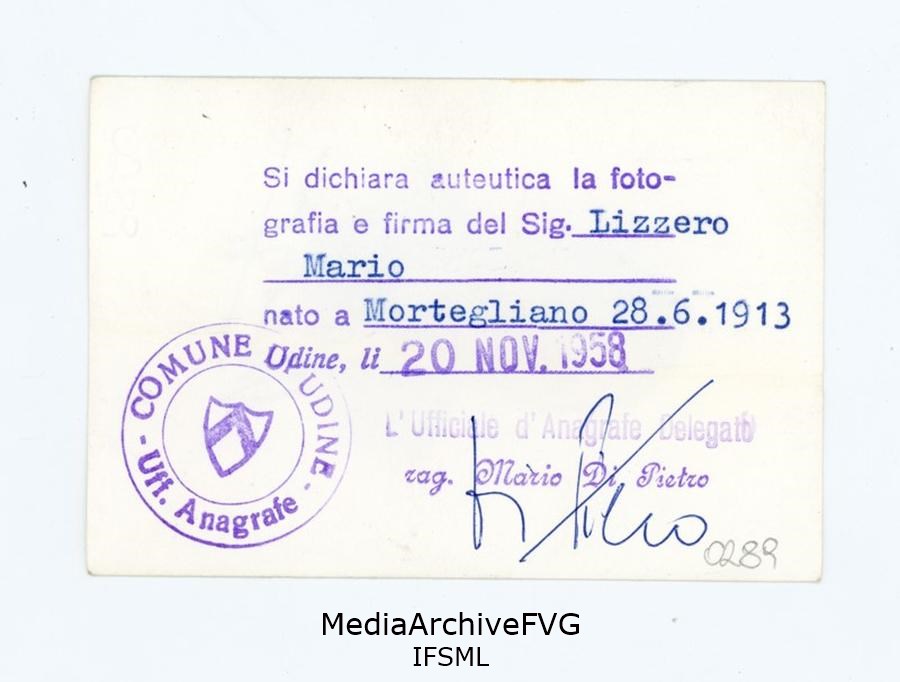 Si dichiara auteutica la foto-
grafia e firma del Sig. Lizzero
Mario
nato a Mortegliano 28.6.1913
Udine, li 20 NOV. 1958
COMUNE UDINE
- Uff. Anagrafe -
L'Ufficiale d'Anagrafe Delegato
rag. Mario Di Pietro
0289
MediaArchiveFVG
IFSML